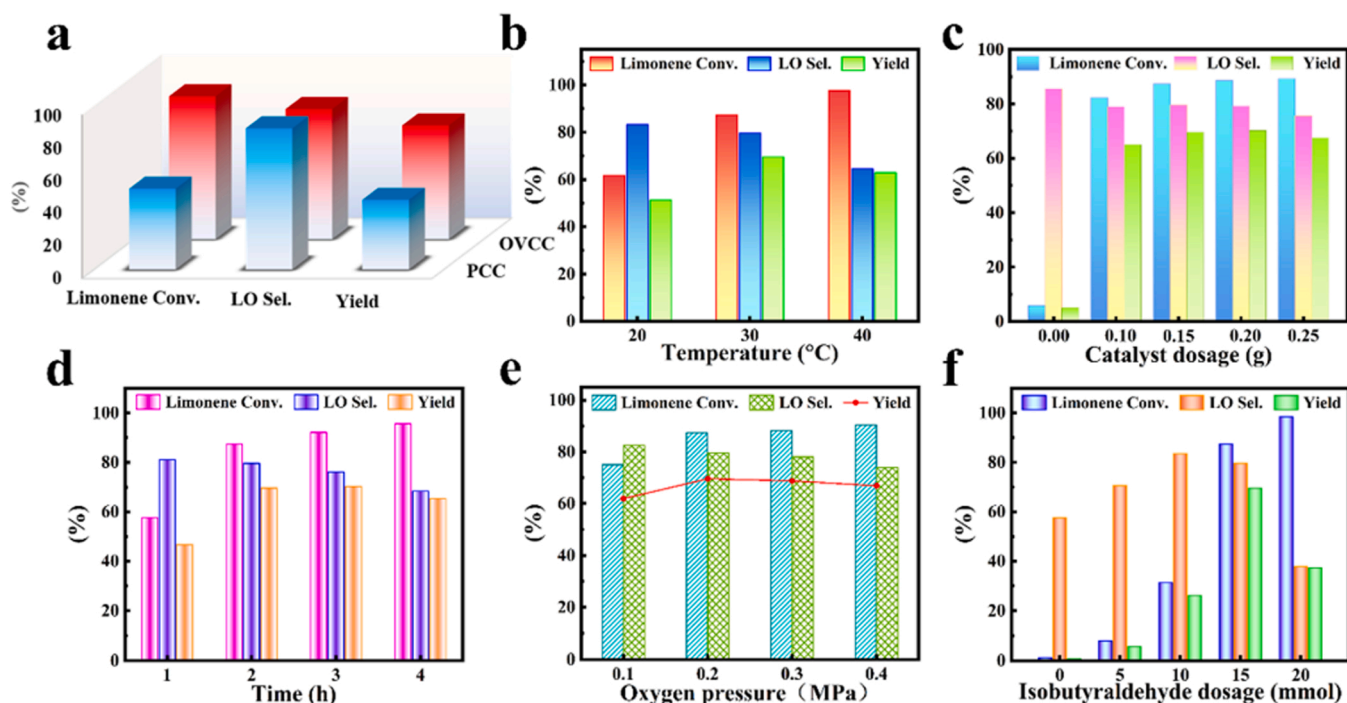 a
100
80
60
40
20
0
(%)
Limonene Conv.
LO Sel.
Yield
PCC
OVCC
b
Limonene Conv. LO Sel. Yield
100
80
60
40
20
0
(%)
20 30 40
Temperature (°C)
c
Limonene Conv. LO Sel. Yield
100
80
60
40
20
0
(%)
0.00 0.10 0.15 0.20 0.25
Catalyst dosage (g)
d
Limonene Conv. LO Sel. Yield
100
80
60
40
20
0
(%)
1 2 3 4
Time (h)
e
Limonene Conv. LO Sel. Yield
100
80
60
40
20
0
(%)
0.1 0.2 0.3 0.4
Oxygen pressure（MPa）
f
Limonene Conv. LO Sel. Yield
100
80
60
40
20
0
(%)
0 5 10 15 20
Isobutyraldehyde dosage (mmol)